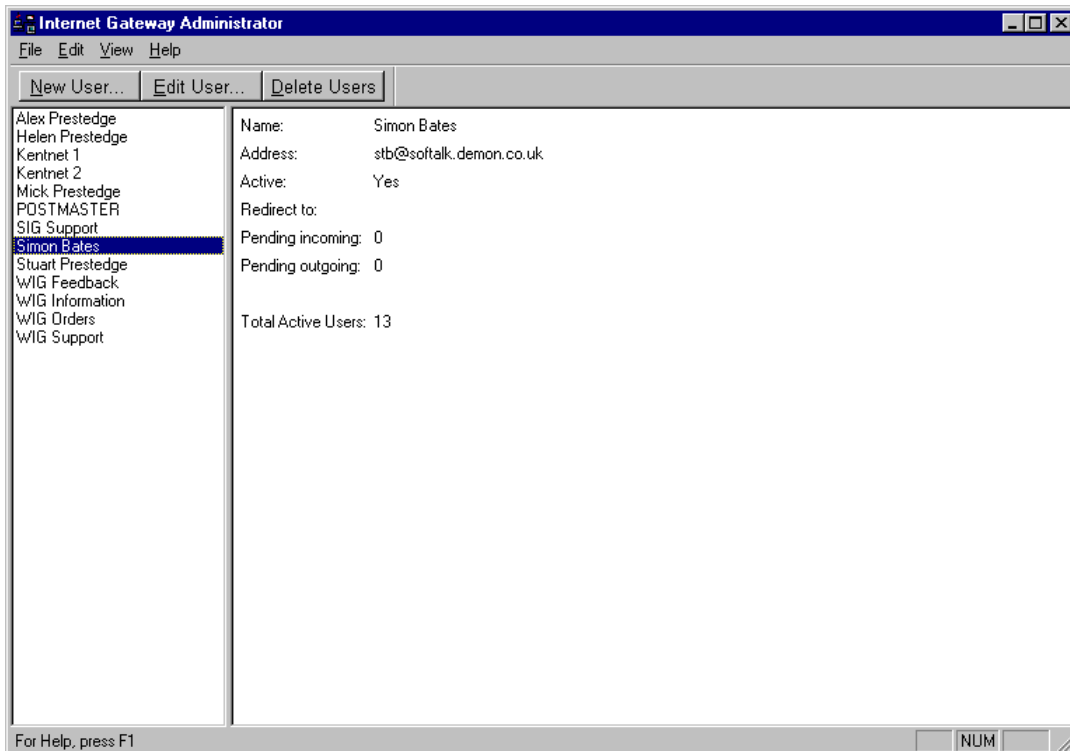 Internet Gateway Administrator
File Edit View Help
New User... Edit User... Delete Users
Alex Prestedge
Helen Prestedge
Kentnet 1
Kentnet 2
Mick Prestedge
POSTMASTER
SIG Support
Simon Bates
Stuart Prestedge
WIG Feedback
WIG Information
WIG Orders
WIG Support
Name: Simon Bates
Address: stb@softalk.demon.co.uk
Active: Yes
Redirect to:
Pending incoming: 0
Pending outgoing: 0
Total Active Users: 13
For Help, press F1
NUM